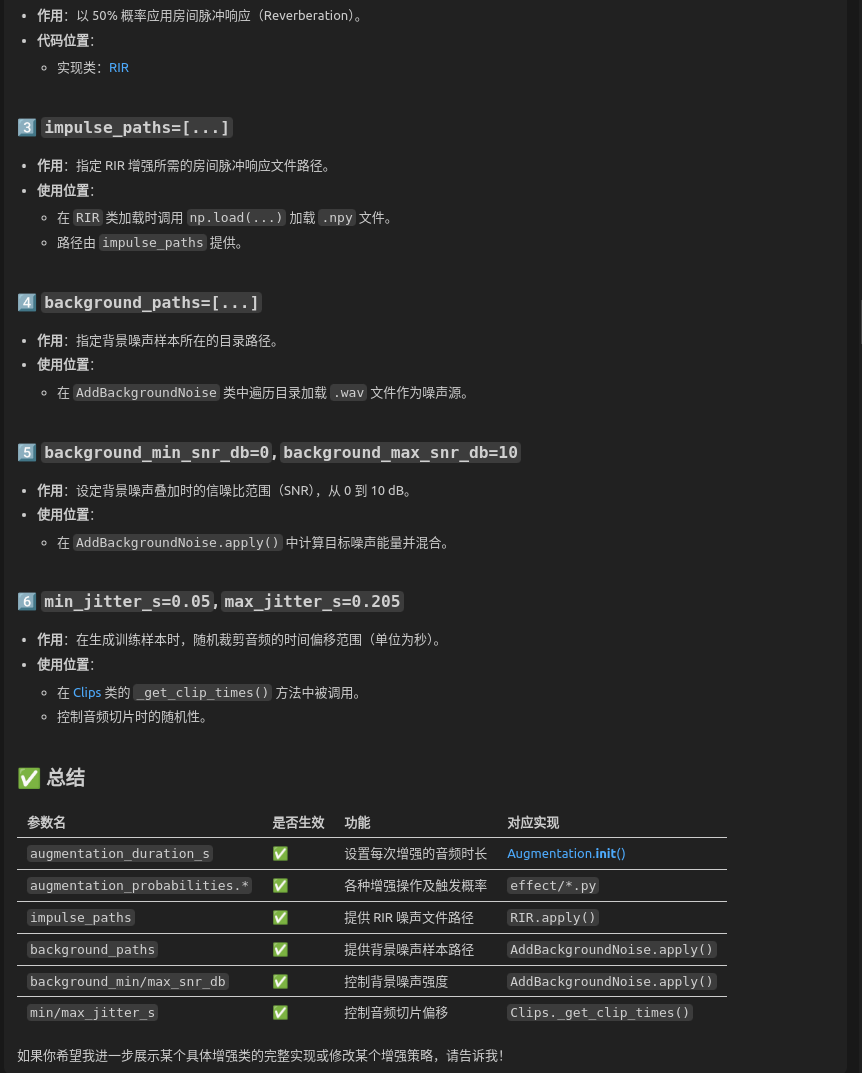 作用：以 50% 概率应用房间脉冲响应（Reverberation）。
代码位置：
实现类：RIR
3 impulse_paths=[...]
作用：指定 RIR 增强所需的房间脉冲响应文件路径。
使用位置：
在 RIR 类加载时调用 np.load(...) 加载 .npy 文件。
路径由 impulse_paths 提供。
4 background_paths=[...]
作用：指定背景噪声样本所在的目录路径。
使用位置：
在 AddBackgroundNoise 类中遍历目录加载 .wav 文件作为噪声源。
5 background_min_snr_db=0, background_max_snr_db=10
作用：设定背景噪声叠加时的信噪比范围（SNR），从 0 到 10 dB。
使用位置：
在 AddBackgroundNoise.apply() 中计算目标噪声能量并混合。
6 min_jitter_s=0.05, max_jitter_s=0.205
作用：在生成训练样本时，随机裁剪音频的时间偏移范围（单位为秒）。
使用位置：
在 Clips 类的 _get_clip_times() 方法中被调用。
控制音频切片时的随机性。
✅ 总结
参数名 是否生效 功能 对应实现
augmentation_duration_s ✅ 设置每次增强的音频时长 Augmentation.init()
augmentation_probabilities.* ✅ 各种增强操作及触发概率 effect/*.py
impulse_paths ✅ 提供 RIR 噪声文件路径 RIR.apply()
background_paths ✅ 提供背景噪声样本路径 AddBackgroundNoise.apply()
background_min/max_snr_db ✅ 控制背景噪声强度 AddBackgroundNoise.apply()
min/max_jitter_s ✅ 控制音频切片偏移 Clips._get_clip_times()
如果你希望我进一步展示某个具体增强类的完整实现或修改某个增强策略，请告诉我！